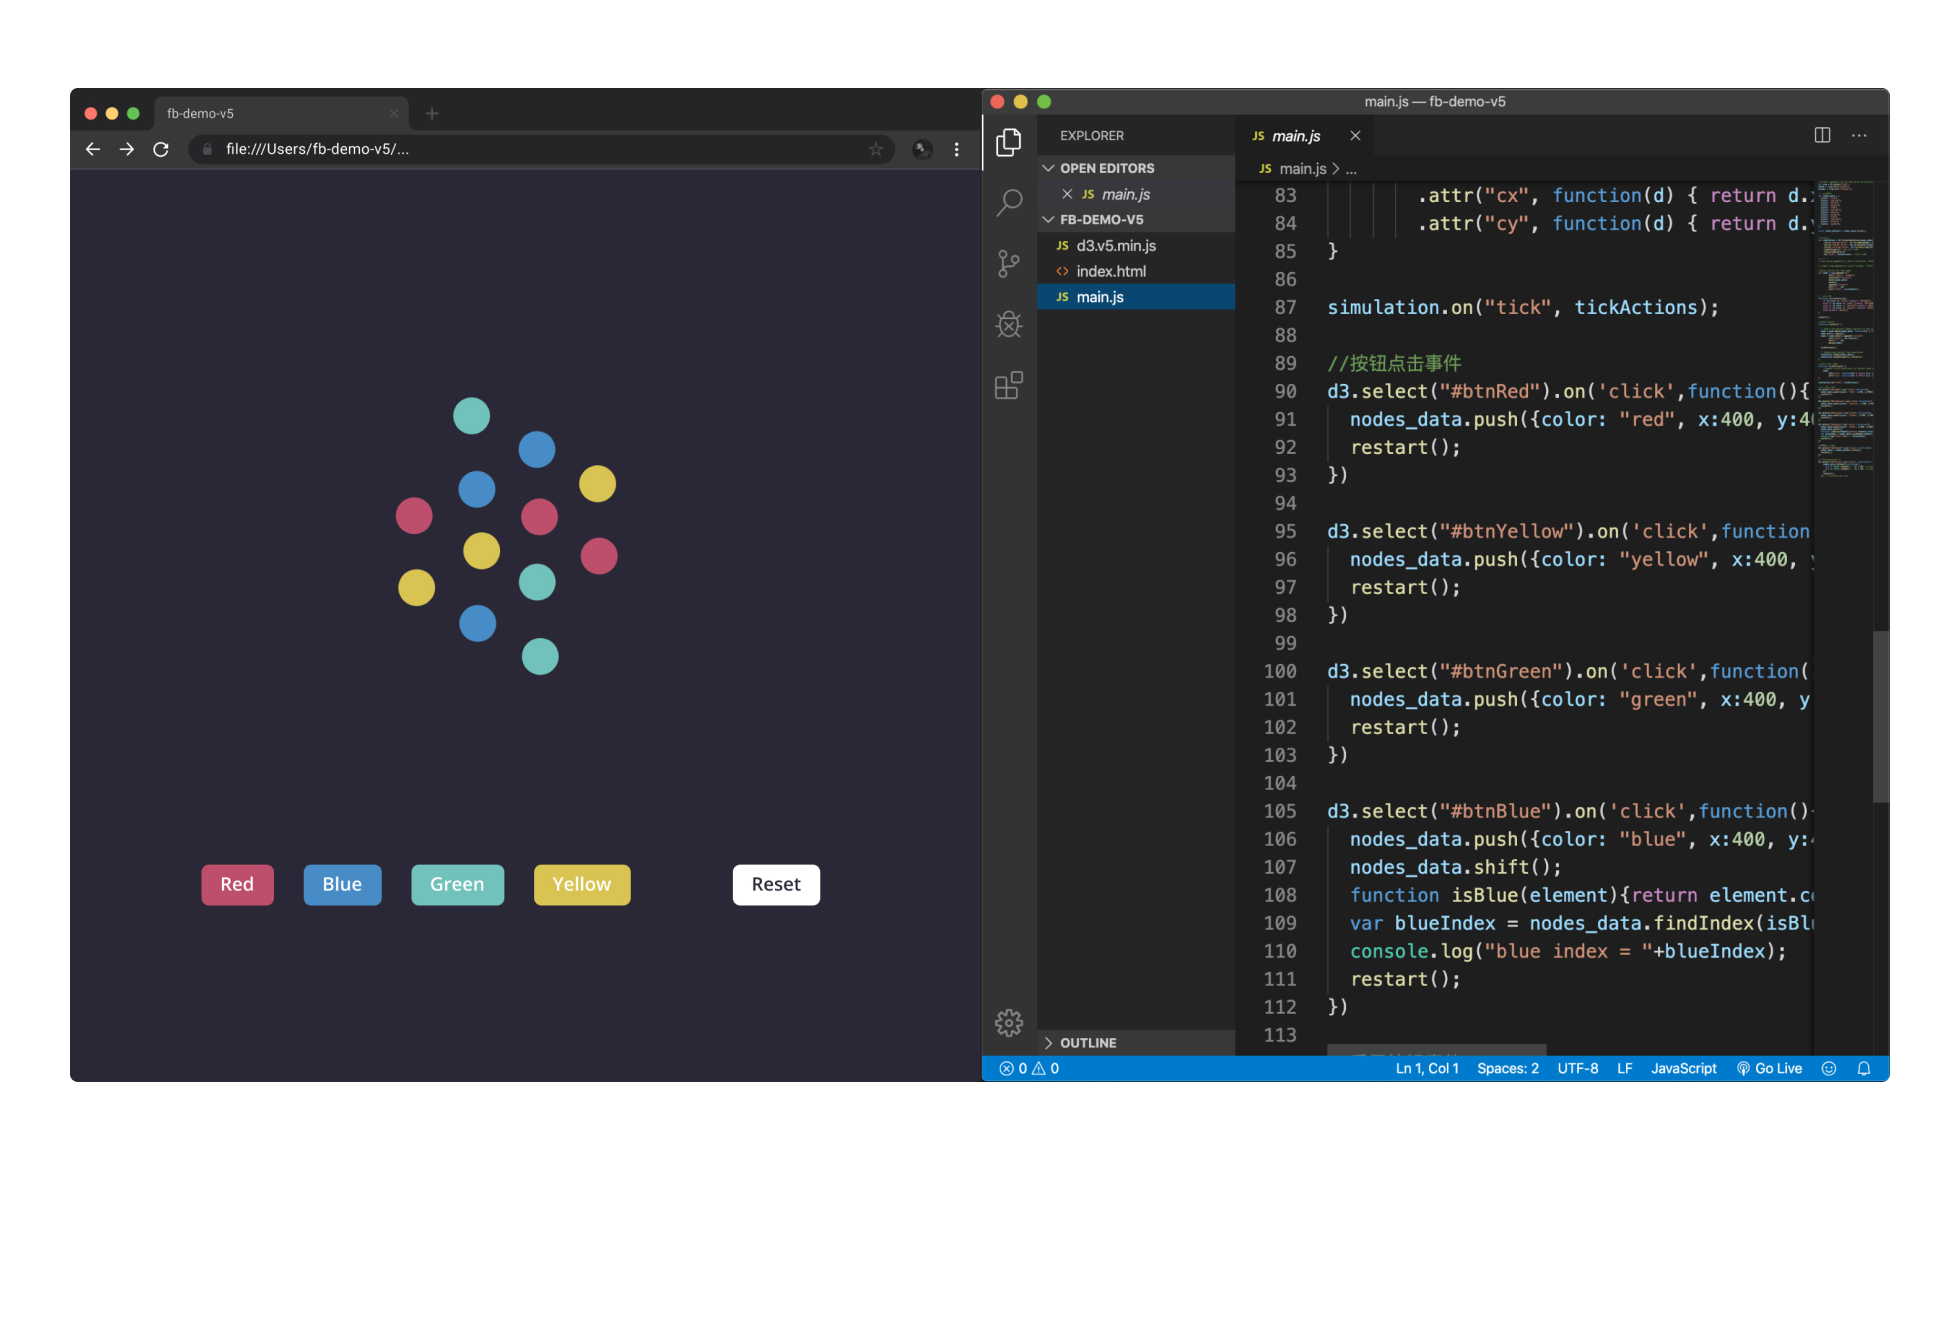 fb-demo-v5
file:///Users/fb-demo-v5/...
Red
Blue
Green
Yellow
Reset
main.js — fb-demo-v5
EXPLORER
OPEN EDITORS
JS main.js
FB-DEMO-V5
JS d3.v5.min.js
<> index.html
JS main.js
OUTLINE
JS main.js
JS main.js > ...
83 .attr("cx", function(d) { return d.
84 .attr("cy", function(d) { return d.
85 }
86
87 simulation.on("tick", tickActions);
88
89 //按钮点击事件
90 d3.select("#btnRed").on('click',function(){
91 nodes_data.push({color: "red", x:400, y:
92 restart();
93 })
94
95 d3.select("#btnYellow").on('click',function
96 nodes_data.push({color: "yellow", x:400,
97 restart();
98 })
99
100 d3.select("#btnGreen").on('click',function(
101 nodes_data.push({color: "green", x:400, y
102 restart();
103 })
104
105 d3.select("#btnBlue").on('click',function()
106 nodes_data.push({color: "blue", x:400, y:
107 nodes_data.shift();
108 function isBlue(element){return element.c
109 var blueIndex = nodes_data.findIndex(isBl
110 console.log("blue index = "+blueIndex);
111 restart();
112 })
113
0 0
Ln 1, Col 1 Spaces: 2 UTF-8 LF JavaScript Go Live